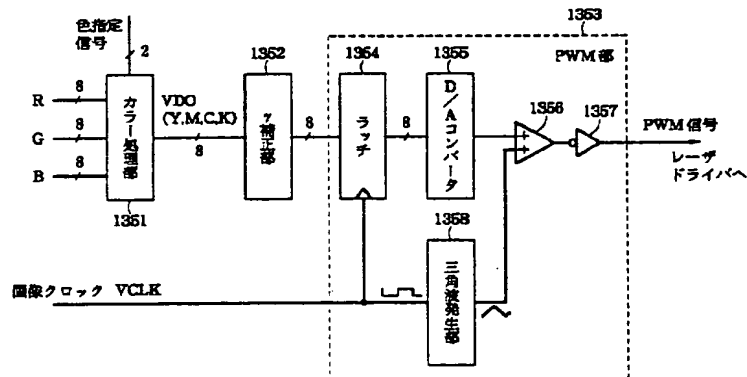 色指定
信号
2
R
8
G
8
B
8
カラー処理部
1351
VDO
(Y,M,C,K)
8
1352
γ補正部
8
1353
PWM部
1354
ラッチ
8
1355
D/Aコンバータ
1356
1357
PWM信号
レーザ
ドライバへ
1358
三角波発生部
画像クロック VCLK